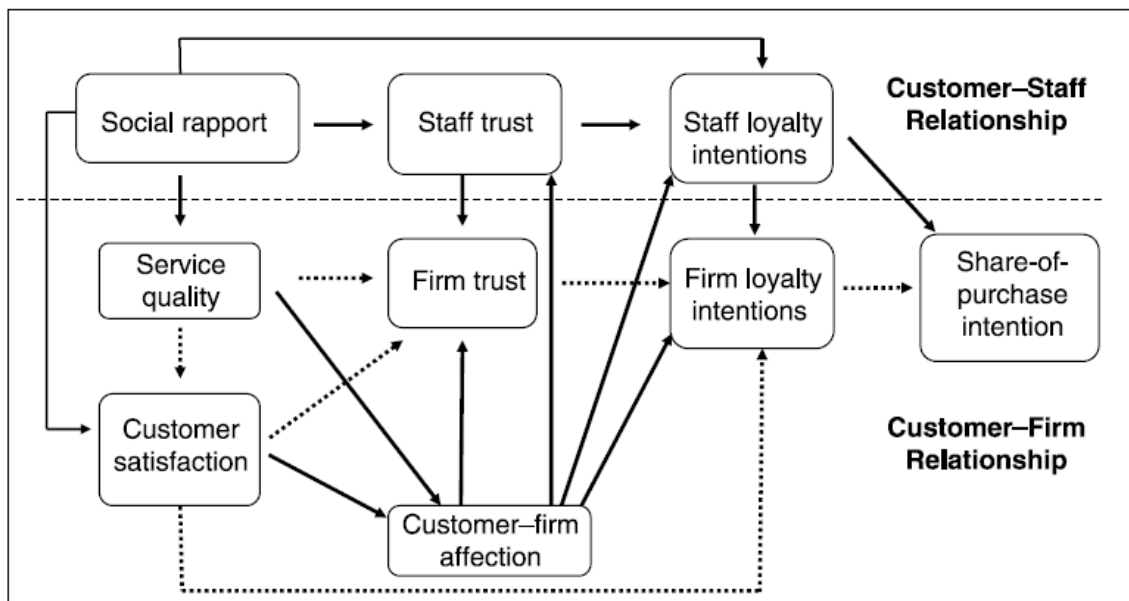 Social rapport
Staff trust
Staff loyalty
intentions
Customer–Staff
Relationship
Service
quality
Firm trust
Firm loyalty
intentions
Share-of-
purchase
intention
Customer
satisfaction
Customer–firm
affection
Customer–Firm
Relationship